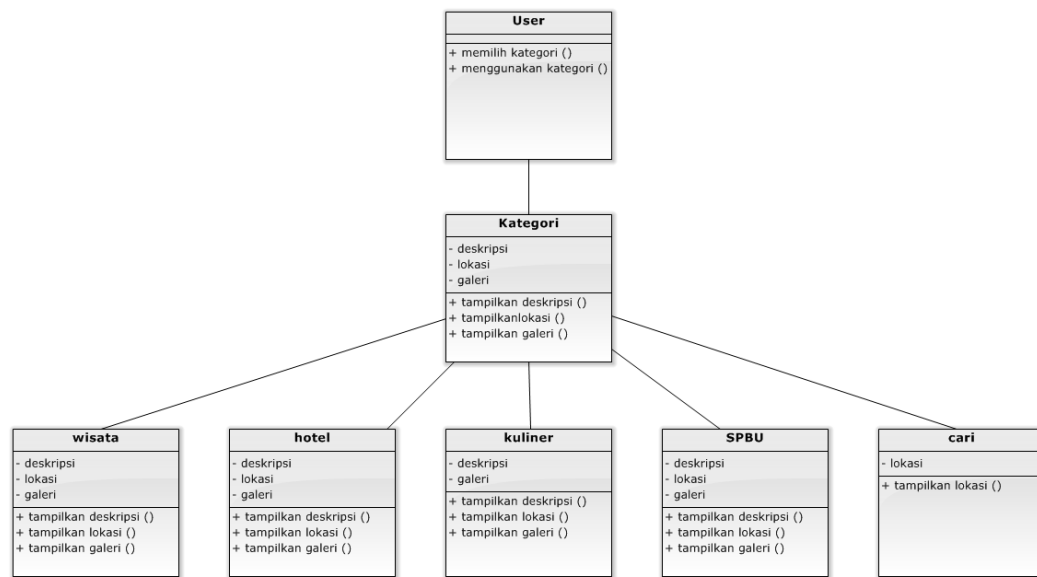 User
+ memilih kategori ()
+ menggunakan kategori ()
Kategori
- deskripsi
- lokasi
- galeri
+ tampilkan deskripsi ()
+ tampilkanlokasi ()
+ tampilkan galeri ()
wisata
- deskripsi
- lokasi
- galeri
+ tampilkan deskripsi ()
+ tampilkan lokasi ()
+ tampilkan galeri ()
hotel
- deskripsi
- lokasi
- galeri
+ tampilkan deskripsi ()
+ tampilkan lokasi ()
+ tampilkan galeri ()
kuliner
- deskripsi
- galeri
+ tampilkan deskripsi ()
+ tampilkan lokasi ()
+ tampilkan galeri ()
SPBU
- deskripsi
- lokasi
- galeri
+ tampilkan deskripsi ()
+ tampilkan lokasi ()
+ tampilkan galeri ()
cari
- lokasi
+ tampilkan lokasi ()